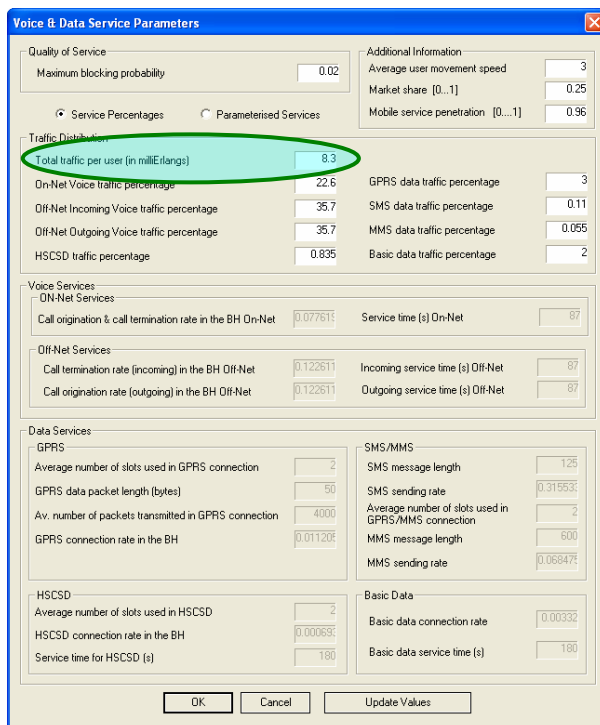 Voice & Data Service Parameters
Quality of Service
Maximum blocking probability 0.02
Additional Information
Average user movement speed 3
Market share [0...1] 0.25
Mobile service penetration [0....1] 0.96
Service Percentages Parameterised Services
Traffic Distribution
Total traffic per user (in milliErlangs) 8.3
On-Net Voice traffic percentage 22.6
Off-Net Incoming Voice traffic percentage 35.7
Off-Net Outgoing Voice traffic percentage 35.7
HSCSD traffic percentage 0.835
GPRS data traffic percentage 3
SMS data traffic percentage 0.11
MMS data traffic percentage 0.055
Basic data traffic percentage 2
Voice Services
ON-Net Services
Call origination & call termination rate in the BH On-Net 0.077619
Service time (s) On-Net 87
Off-Net Services
Call termination rate (incoming) in the BH Off-Net 0.122611
Incoming service time (s) Off-Net 87
Call origination rate (outgoing) in the BH Off-Net 0.122611
Outgoing service time (s) Off-Net 87
Data Services
GPRS
Average number of slots used in GPRS connection 2
GPRS data packet length (bytes) 50
Av. number of packets transmitted in GPRS connection 4000
GPRS connection rate in the BH 0.011205
SMS/MMS
SMS message length 125
SMS sending rate 0.315533
Average number of slots used in
GPRS/MMS connection 2
MMS message length 600
MMS sending rate 0.068475
HSCSD
Average number of slots used in HSCSD 2
HSCSD connection rate in the BH 0.000693
Service time for HSCSD (s) 180
Basic Data
Basic data connection rate 0.00332
Basic data service time (s) 180
OK Cancel Update Values